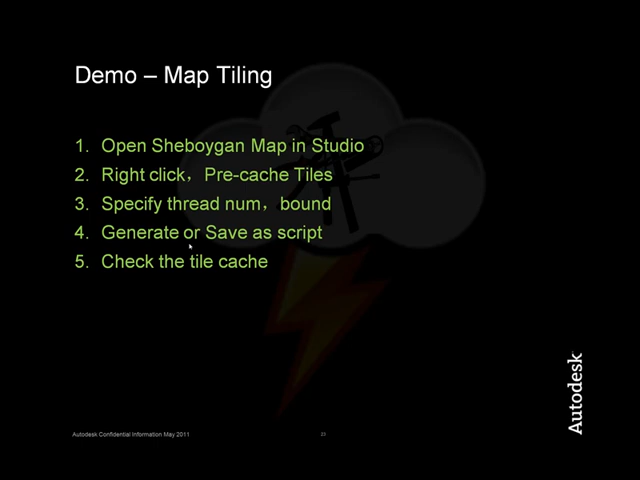 Demo – Map Tiling
1. Open Sheboygan Map in Studio
2. Right click，Pre-cache Tiles
3. Specify thread num，bound
4. Generate or Save as script
5. Check the tile cache
Autodesk
Autodesk Confidential Information May 2011
23